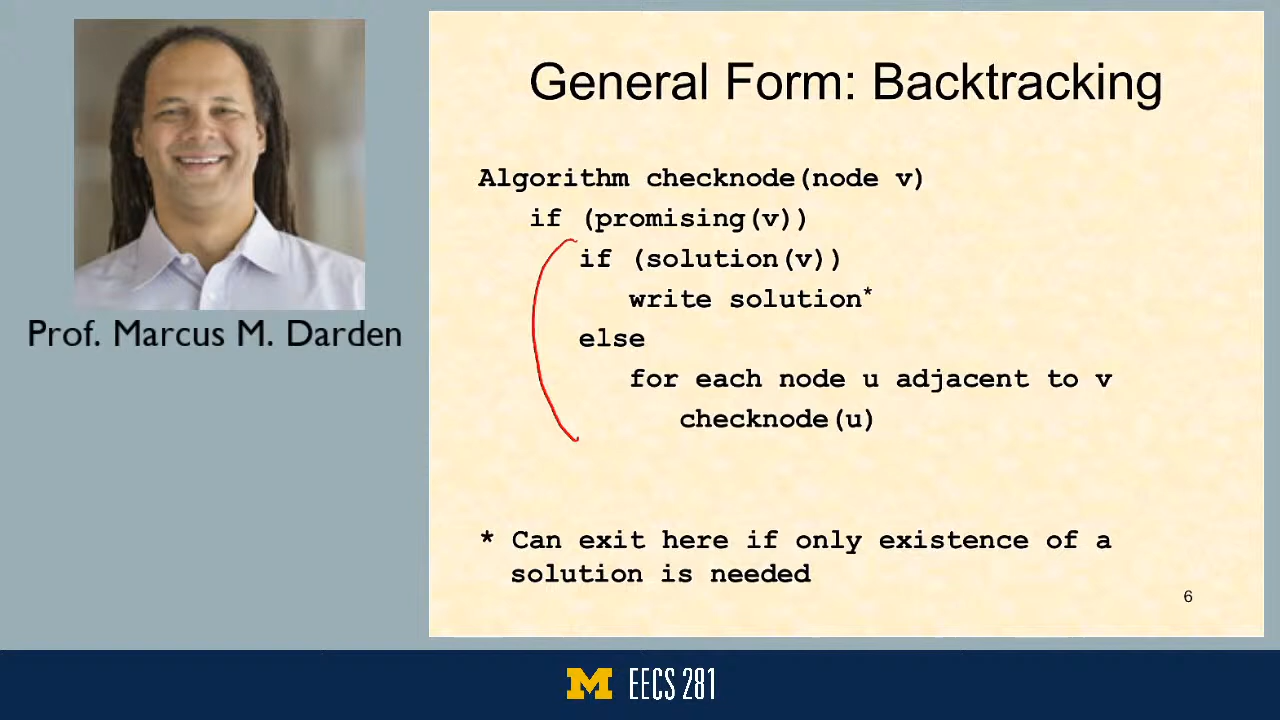 Prof. Marcus M. Darden
General Form: Backtracking
Algorithm checknode(node v)
if (promising(v))
if (solution(v))
write solution*
else
for each node u adjacent to v
checknode(u)
* Can exit here if only existence of a
solution is needed
6
M EECS 281